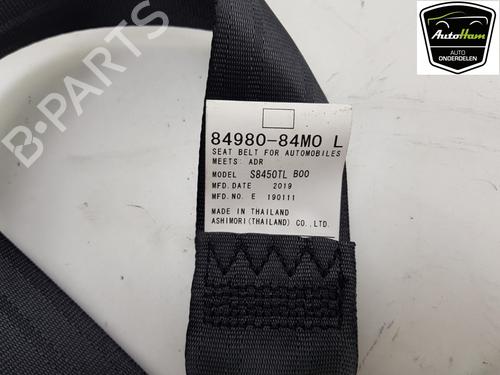 AutoHam
AUTO
ONDERDELEN
B-PARTS
84980-84M0 L
SEAT BELT FOR AUTOMOBILES
MEETS: ADR
MODEL S8450TL B00
MFD. DATE 2019
MFD. NO. E 190111
MADE IN THAILAND
ASHIMORI(THAILAND) CO.,LTD.